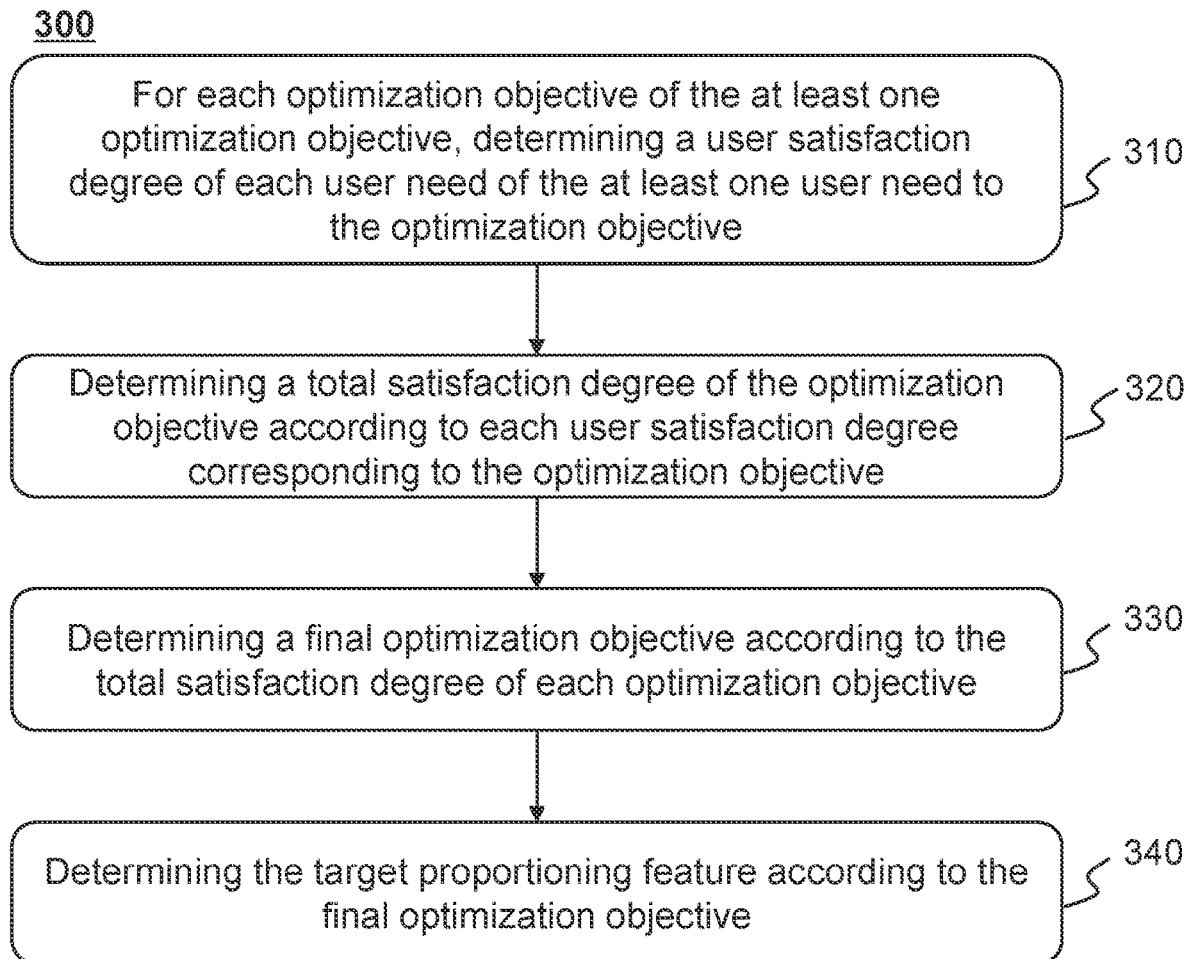 300
For each optimization objective of the at least one
optimization objective, determining a user satisfaction
degree of each user need of the at least one user need to
the optimization objective
310
Determining a total satisfaction degree of the optimization
objective according to each user satisfaction degree
corresponding to the optimization objective
320
Determining a final optimization objective according to the
total satisfaction degree of each optimization objective
330
Determining the target proportioning feature according to the
final optimization objective
340